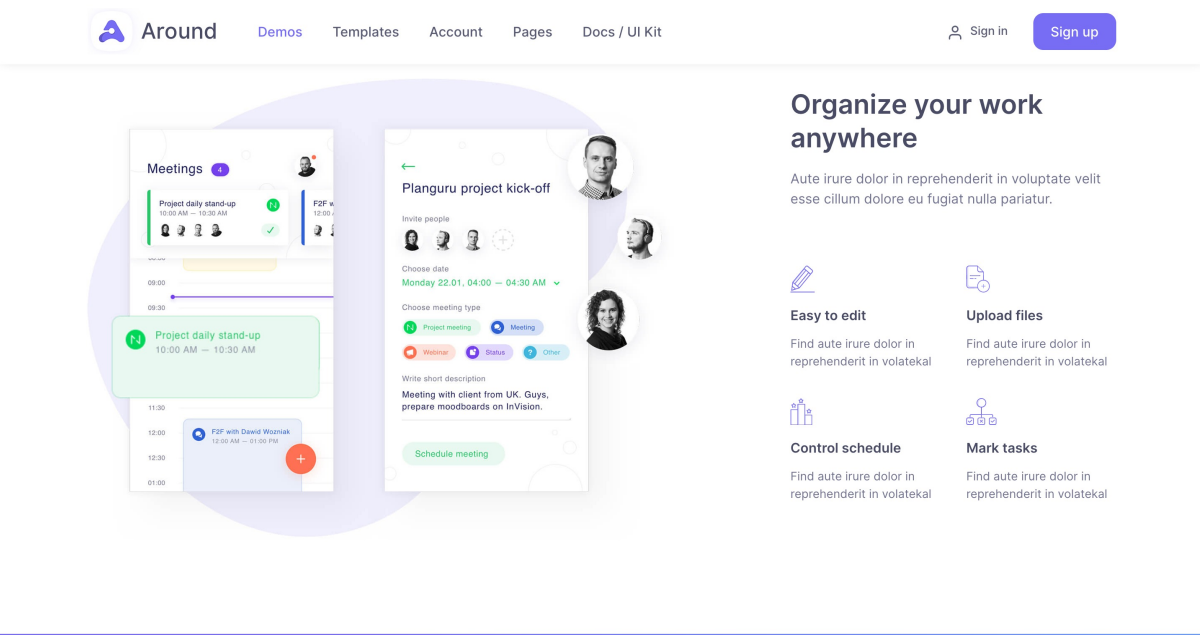 Around
Demos
Templates
Account
Pages
Docs / UI Kit
Sign in
Sign up
Meetings
4
Project daily stand-up
10:00 AM — 10:30 AM
F2F
12:00
09:00
09:30
Project daily stand-up
10:00 AM — 10:30 AM
11:30
12:00
F2F with Dawid Wozniak
12:00 AM — 01:00 PM
12:30
+
01:00
Planguru project kick-off
Invite people
+
Choose date
Monday 22.01, 04:00 — 04:30 AM
Choose meeting type
Project meeting
Meeting
Webinar
Status
? Other
Write short description
Meeting with client from UK. Guys,
prepare moodboards on InVision.
Schedule meeting
Organize your work
anywhere
Aute irure dolor in reprehenderit in voluptate velit
esse cillum dolore eu fugiat nulla pariatur.
Easy to edit
Find aute irure dolor in
reprehenderit in volatekal
Upload files
Find aute irure dolor in
reprehenderit in volatekal
Control schedule
Find aute irure dolor in
reprehenderit in volatekal
Mark tasks
Find aute irure dolor in
reprehenderit in volatekal